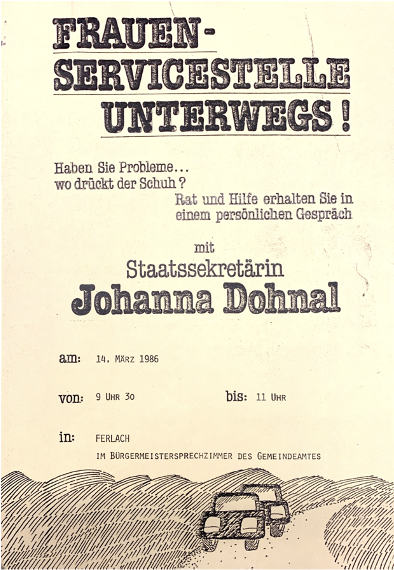 FRAUEN-
SERVICESTELLE
UNTERWEGS!
Haben Sie Probleme...
wo drückt der Schuh?
Rat und Hilfe erhalten Sie in
einem persönlichen Gespräch
mit
Staatssekretärin
Johanna Dohnal
am: 14. MÄRZ 1986
von: 9 UHR 30 bis: 11 UHR
in: FERLACH
IM BÜRGERMEISTERSPRECHZIMMER DES GEMEINDEAMTES